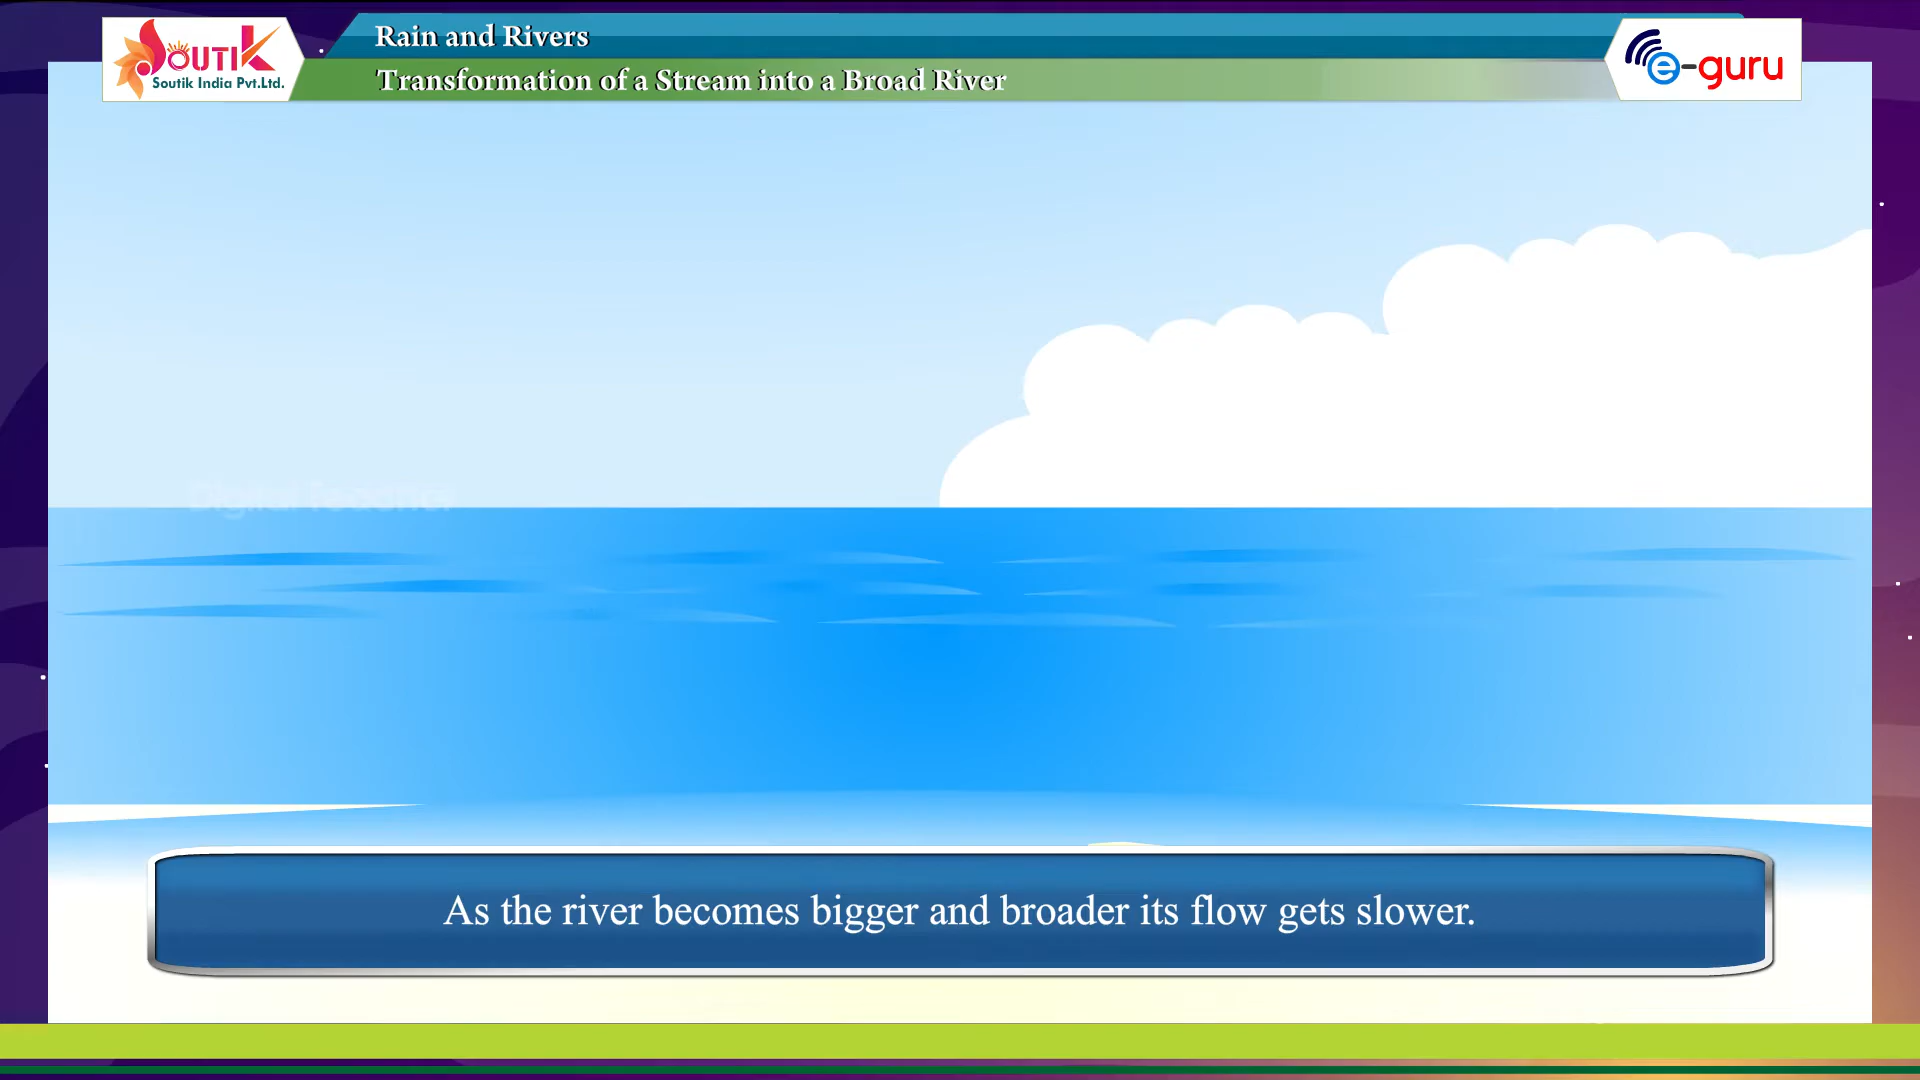 SOUTIK
Soutik India Pvt.Ltd.
Rain and Rivers
Transformation of a Stream into a Broad River
e-guru
As the river becomes bigger and broader its flow gets slower.